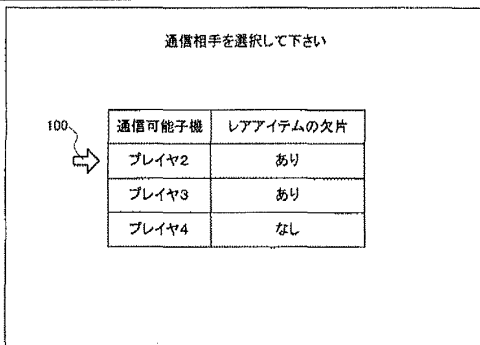 通信相手を選択して下さい
100
通信可能子機 レアアイテムの欠片
プレイヤ2 あり
プレイヤ3 あり
プレイヤ4 なし